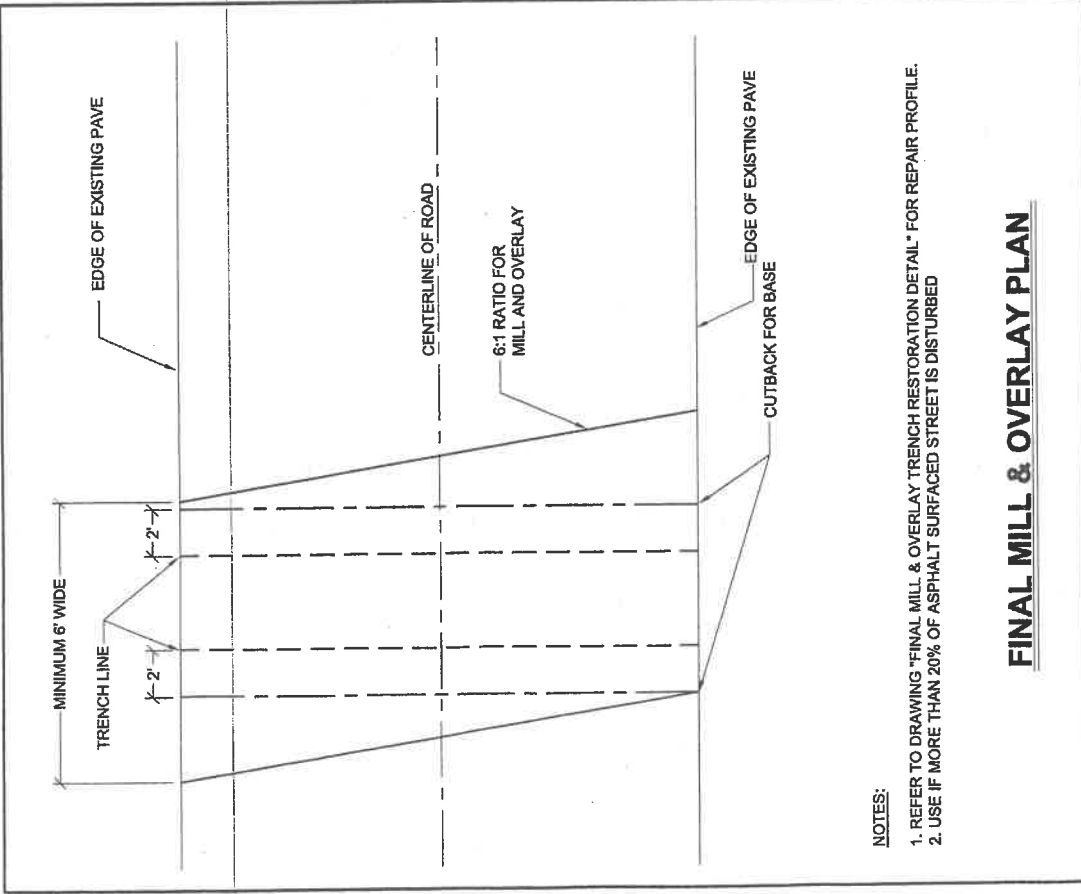 MINIMUM 6' WIDE
TRENCH LINE
2'
2'
EDGE OF EXISTING PAVE
CENTERLINE OF ROAD
6:1 RATIO FOR
MILL AND OVERLAY
EDGE OF EXISTING PAVE
CUTBACK FOR BASE
NOTES:
1. REFER TO DRAWING "FINAL MILL & OVERLAY TRENCH RESTORATION DETAIL" FOR REPAIR PROFILE.
2. USE IF MORE THAN 20% OF ASPHALT SURFACED STREET IS DISTURBED
FINAL MILL & OVERLAY PLAN